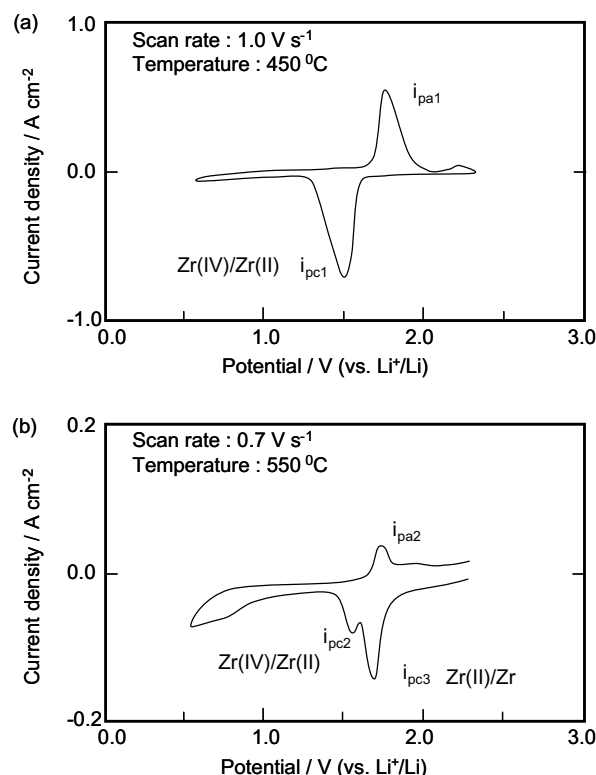 (a)
Scan rate : 1.0 V s⁻¹
Temperature : 450 ⁰C
Current density / A cm⁻²
1.0
0.0
-1.0
iₚₐ₁
Zr(IV)/Zr(II) i_pc1
0.0 1.0 2.0 3.0
Potential / V (vs. Li⁺/Li)
(b)
Scan rate : 0.7 V s⁻¹
Temperature : 550 ⁰C
Current density / A cm⁻²
0.2
0.0
-0.2
iₚₐ₂
i_pc2
Zr(IV)/Zr(II)
i_pc3 Zr(II)/Zr
0.0 1.0 2.0 3.0
Potential / V (vs. Li⁺/Li)